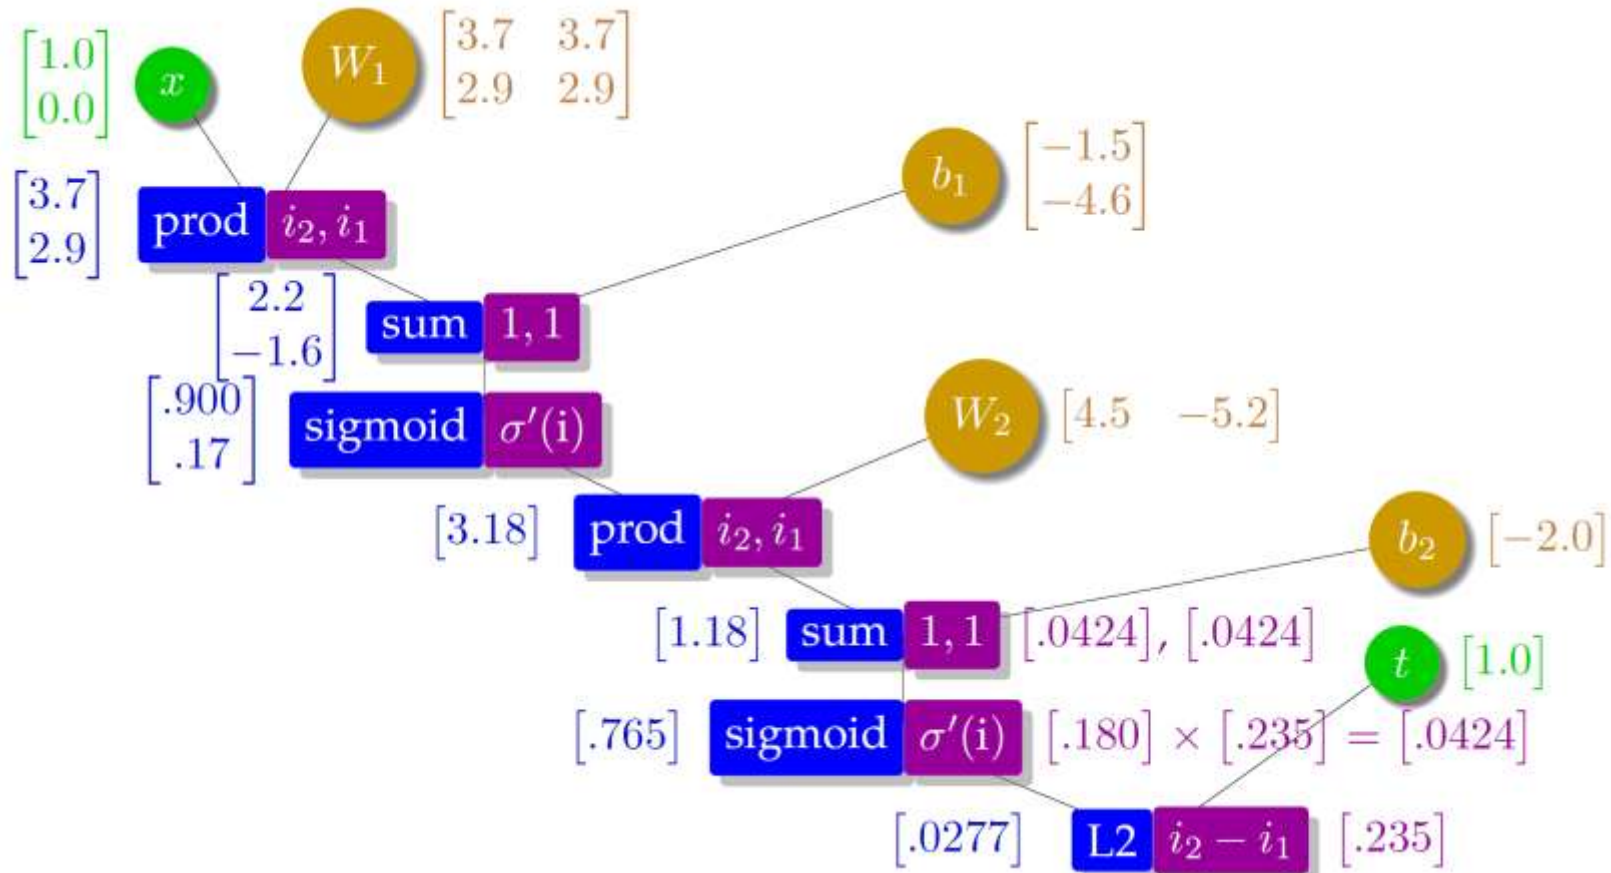 [1.0 0.0] x W₁ [3.7 3.7 2.9 2.9]
[3.7 2.9] prod i₂, i₁ b₁ [−1.5 −4.6]
[2.2 −1.6] sum 1, 1
[.900 .17] sigmoid σ′(i) W₂ [4.5 −5.2]
[3.18] prod i₂, i₁ b₂ [−2.0]
[1.18] sum 1, 1 [.0424], [.0424] t [1.0]
[.765] sigmoid σ′(i) [.180] × [.235] = [.0424]
[.0277] L2 i₂ − i₁ [.235]